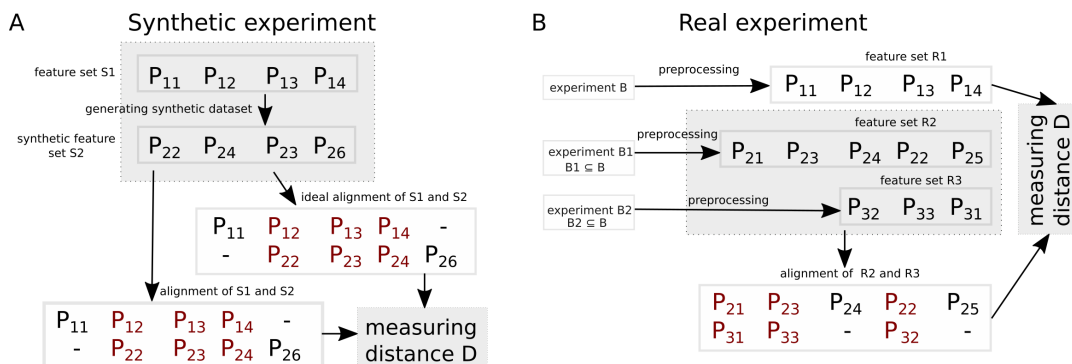 A Synthetic experiment
feature set S1
P11 P12 P13 P14
generating synthetic dataset
synthetic feature
set S2
P22 P24 P23 P26
ideal alignment of S1 and S2
P11 P12 P13 P14 -
- P22 P23 P24 P26
alignment of S1 and S2
P11 P12 P13 P14 -
- P22 P23 P24 P26
measuring
distance D
B Real experiment
feature set R1
experiment B
preprocessing
P11 P12 P13 P14
feature set R2
preprocessing
experiment B1
B1 ⊆ B
P21 P23 P24 P22 P25
feature set R3
preprocessing
experiment B2
B2 ⊆ B
P32 P33 P31
measuring
distance D
alignment of R2 and R3
P21 P23 P24 P22 P25
P31 P33 - P32 -